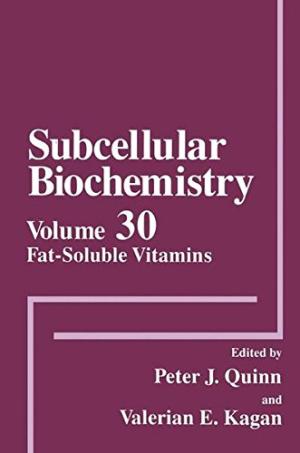 Subcellular
Biochemistry
Volume 30
Fat-Soluble Vitamins
Edited by
Peter J. Quinn
and
Valerian E. Kagan